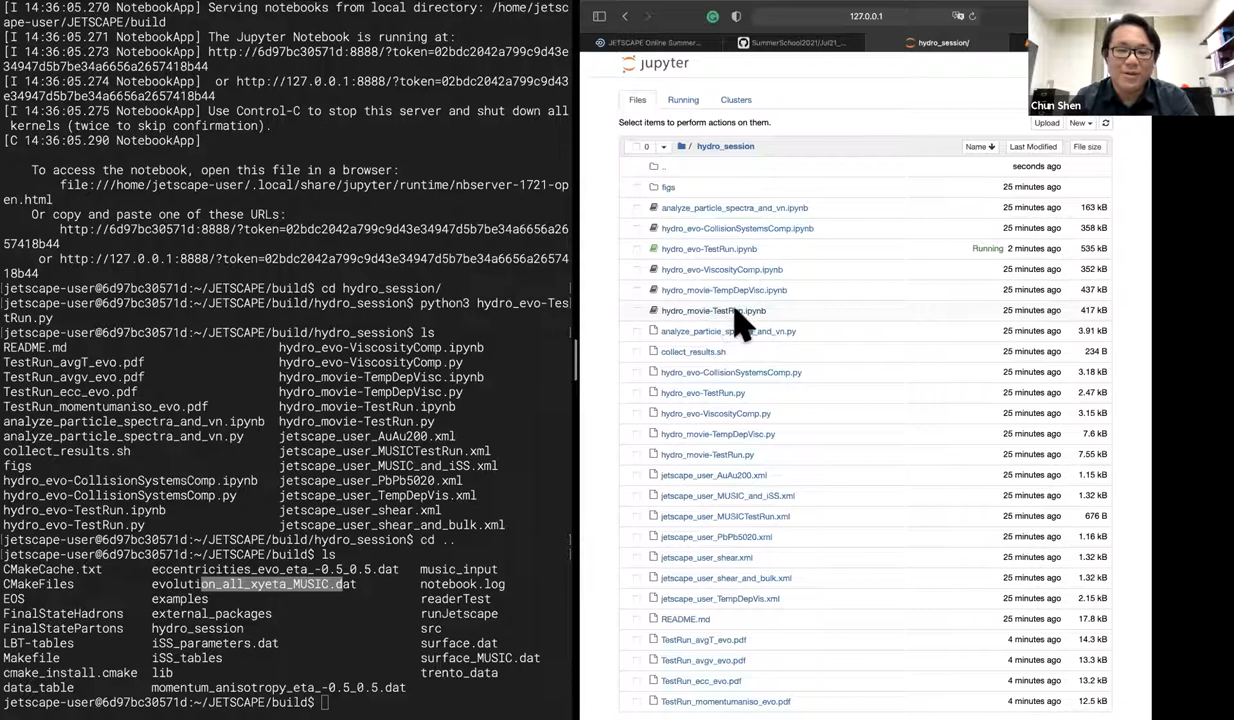 [I 14:36:05.270 NotebookApp] Serving notebooks from local directory: /home/jetsc
ape-user/JETSCAPE/build
[I 14:36:05.271 NotebookApp] The Jupyter Notebook is running at:
[I 14:36:05.273 NotebookApp] http://6d97bc30571d:8888/?token=02bdc2042a799c9d43e
34947d5b7be34a6656a2657418b44
[I 14:36:05.274 NotebookApp]  or http://127.0.0.1:8888/?token=02bdc2042a799c9d43
e34947d5b7be34a6656a2657418b44
[I 14:36:05.275 NotebookApp] Use Control-C to stop this server and shut down all
kernels (twice to skip confirmation).
[C 14:36:05.290 NotebookApp]
To access the notebook, open this file in a browser:
file:///home/jetscape-user/.local/share/jupyter/runtime/nbserver-1721-op
en.html
Or copy and paste one of these URLs:
http://6d97bc30571d:8888/?token=02bdc2042a799c9d43e34947d5b7be34a6656a26
57418b44
or http://127.0.0.1:8888/?token=02bdc2042a799c9d43e34947d5b7be34a6656a26574
18b44
jetscape-user@6d97bc30571d:~/JETSCAPE/build$ cd hydro_session/
jetscape-user@6d97bc30571d:~/JETSCAPE/build/hydro_session$ python3 hydro_evo-Tes
tRun.py
jetscape-user@6d97bc30571d:~/JETSCAPE/build/hydro_session$ ls
README.md hydro_evo-ViscosityComp.ipynb
TestRun_avgT_evo.pdf hydro_evo-ViscosityComp.py
TestRun_avgv_evo.pdf hydro_movie-TempDepVisc.ipynb
TestRun_ecc_evo.pdf hydro_movie-TempDepVisc.py
TestRun_momentumaniso_evo.pdf hydro_movie-TestRun.ipynb
analyze_particle_spectra_and_vn.ipynb hydro_movie-TestRun.py
analyze_particle_spectra_and_vn.py jetscape_user_AuAu200.xml
collect_results.sh jetscape_user_MUSICTestRun.xml
figs jetscape_user_MUSIC_and_iSS.xml
hydro_evo-CollisionSystemsComp.ipynb jetscape_user_PbPb5020.xml
hydro_evo-CollisionSystemsComp.py jetscape_user_TempDepVis.xml
hydro_evo-TestRun.ipynb jetscape_user_shear.xml
hydro_evo-TestRun.py jetscape_user_shear_and_bulk.xml
jetscape-user@6d97bc30571d:~/JETSCAPE/build/hydro_session$ cd ..
jetscape-user@6d97bc30571d:~/JETSCAPE/build$ ls
CMakeCache.txt eccentricities_evo_eta_-0.5_0.5.dat music_input
CMakeFiles evolution_all_xyeta_MUSIC.dat notebook.log
EOS examples readerTest
FinalStateHadrons external_packages runJetscape
FinalStatePartons hydro_session src
LBT-tables iSS_parameters.dat surface.dat
Makefile iSS_tables surface_MUSIC.dat
cmake_install.cmake lib trento_data
data_table momentum_anisotropy_eta_-0.5_0.5.dat
jetscape-user@6d97bc30571d:~/JETSCAPE/build$
127.0.0.1
JETSCAPE Online Summer... SummerSchool2021/Jul21_... hydro_session/
jupyter
Chun Shen
Files Running Clusters
Select items to perform actions on them.
Upload New
0 / hydro_session Name Last Modified File size
.. seconds ago
figs 25 minutes ago
analyze_particle_spectra_and_vn.ipynb 25 minutes ago 163 kB
hydro_evo-CollisionSystemsComp.ipynb 25 minutes ago 358 kB
hydro_evo-TestRun.ipynb Running 2 minutes ago 535 kB
hydro_evo-ViscosityComp.ipynb 25 minutes ago 352 kB
hydro_movie-TempDepVisc.ipynb 25 minutes ago 437 kB
hydro_movie-TestRun.ipynb 25 minutes ago 417 kB
analyze_particle_spectra_and_vn.py 25 minutes ago 3.91 kB
collect_results.sh 25 minutes ago 234 B
hydro_evo-CollisionSystemsComp.py 25 minutes ago 3.18 kB
hydro_evo-TestRun.py 25 minutes ago 2.47 kB
hydro_evo-ViscosityComp.py 25 minutes ago 3.15 kB
hydro_movie-TempDepVisc.py 25 minutes ago 7.6 kB
hydro_movie-TestRun.py 25 minutes ago 7.55 kB
jetscape_user_AuAu200.xml 25 minutes ago 1.15 kB
jetscape_user_MUSIC_and_iSS.xml 25 minutes ago 1.32 kB
jetscape_user_MUSICTestRun.xml 25 minutes ago 676 B
jetscape_user_PbPb5020.xml 25 minutes ago 1.16 kB
jetscape_user_shear.xml 25 minutes ago 1.32 kB
jetscape_user_shear_and_bulk.xml 25 minutes ago 1.32 kB
jetscape_user_TempDepVis.xml 25 minutes ago 2.15 kB
README.md 25 minutes ago 17.8 kB
TestRun_avgT_evo.pdf 4 minutes ago 14.3 kB
TestRun_avgv_evo.pdf 4 minutes ago 13.2 kB
TestRun_ecc_evo.pdf 4 minutes ago 13.2 kB
TestRun_momentumaniso_evo.pdf 4 minutes ago 12.5 kB